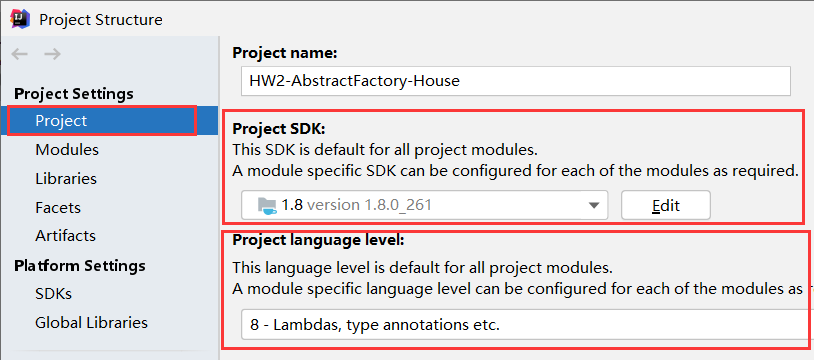 Project Structure
Project Settings
Project
Modules
Libraries
Facets
Artifacts
Platform Settings
SDKs
Global Libraries
Project name:
HW2-AbstractFactory-House
Project SDK:
This SDK is default for all project modules.
A module specific SDK can be configured for each of the modules as required.
1.8 version 1.8.0_261
Edit
Project language level:
This language level is default for all project modules.
A module specific language level can be configured for each of the modules as
8 - Lambdas, type annotations etc.